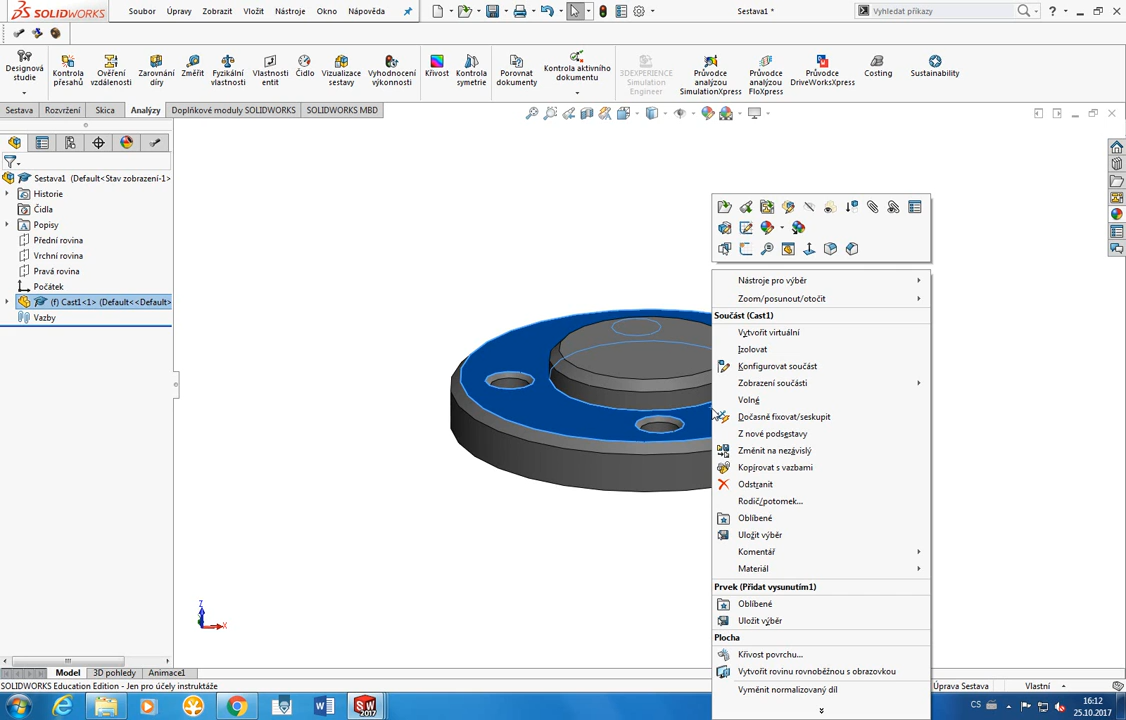 SOLIDWORKS Soubor Úpravy Zobrazit Vložit Nástroje Okno Nápověda Sestava1 * Vyhledat příkazy
Designová studie
Kontrola přesahů
Ověření vzdálenosti
Zarovnání díry
Změřit
Fyzikální vlastnosti
Vlastnosti entit
Čidlo
Vizualizace sestavy
Vyhodnocení výkonnosti
Křivost
Kontrola symetrie
Porovnat dokumenty
Kontrola aktivního dokumentu
3DEXPERIENCE Simulation Engineer
Průvodce analýzou SimulationXpress
Průvodce analýzou FloXpress
Průvodce DriveWorksXpress
Costing
Sustainability
Sestava Rozvržení Skica Analýzy Doplňkové moduly SOLIDWORKS SOLIDWORKS MBD
Sestava1 (Default<Stav zobrazení-1>
Historie
Čidla
Popisy
Přední rovina
Vrchní rovina
Pravá rovina
Počátek
(f) Cast1<1> (Default<<Default>
Vazby
Nástroje pro výběr
Zoom/posunout/otočit
Součást (Cast1)
Vytvořit virtuální
Izolovat
Konfigurovat součást
Zobrazení součásti
Volné
Dočasně fixovat/seskupit
Z nové podsestavy
Změnit na nezávislý
Kopírovat s vazbami
Odstranit
Rodič/potomek...
Oblíbené
Uložit výběr
Komentář
Materiál
Prvek (Přidat vysunutím1)
Oblíbené
Uložit výběr
Plocha
Křivost povrchu...
Vytvořit rovinu rovnoběžnou s obrazovkou
Vyměnit normalizovaný díl
Z
X
Model 3D pohledy Animace1
SOLIDWORKS Education Edition - Jen pro účely instruktáže Úprava Sestava Vlastní
CS 16:12
25.10.2017
SW 2017